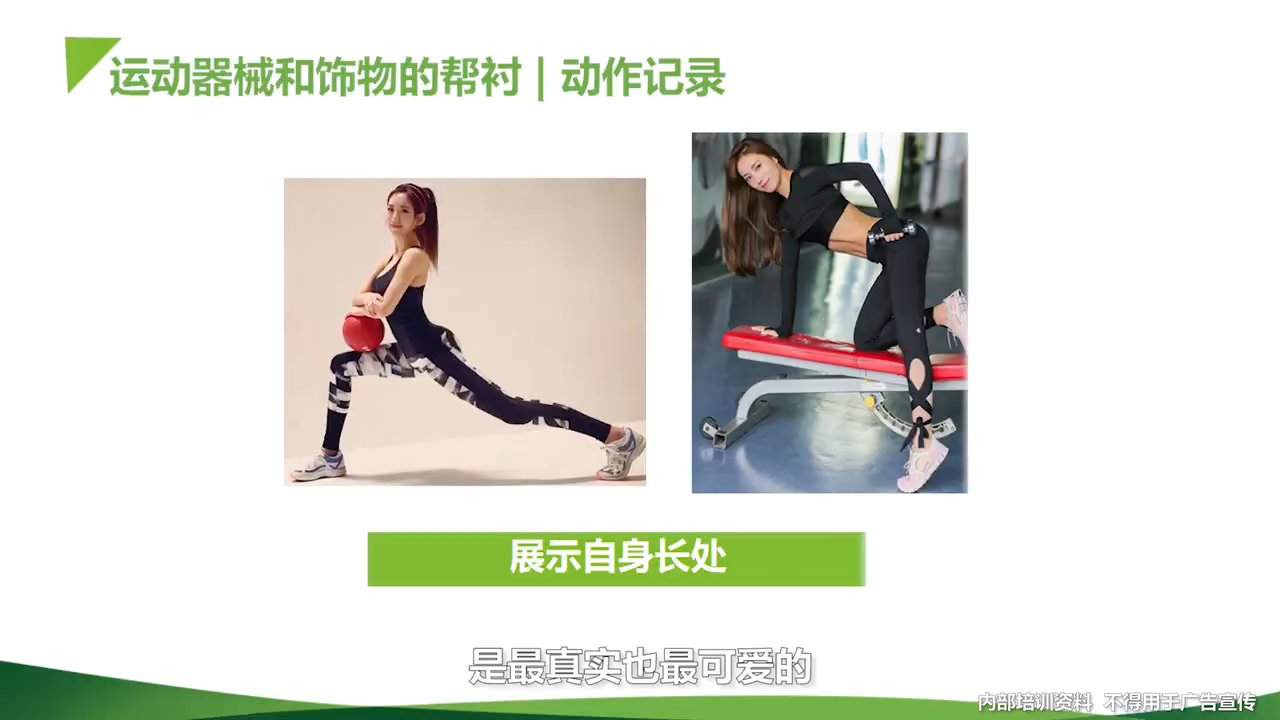 运动器械和饰物的帮衬｜动作记录
展示自身长处
是最真实也最可爱的
内部培训资料 不得用于广告宣传